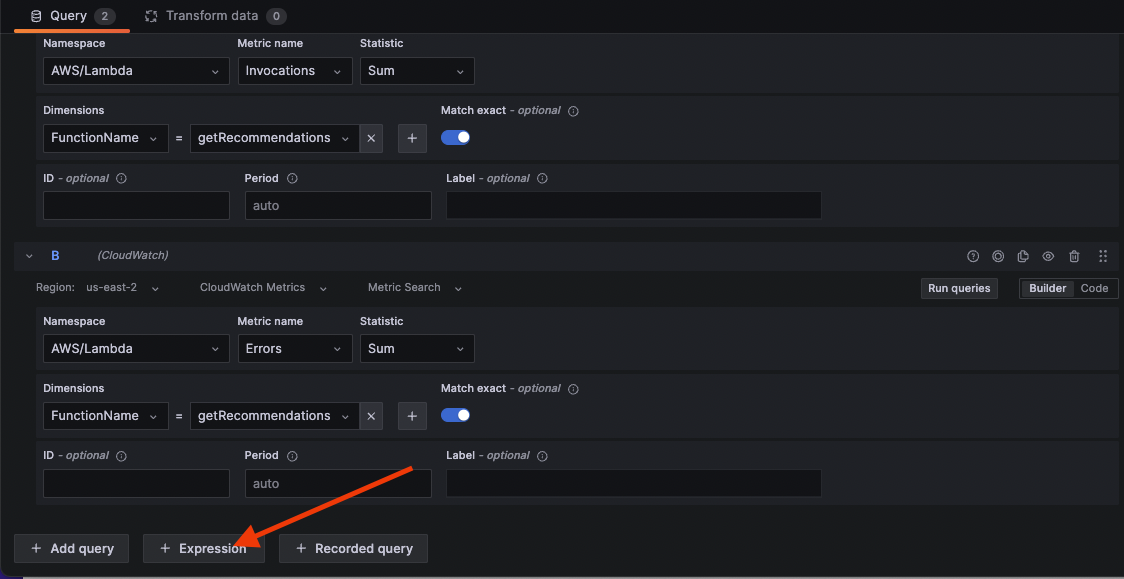 Query 2 Transform data 0
Namespace Metric name Statistic
AWS/Lambda Invocations Sum
Dimensions Match exact - optional
FunctionName = getRecommendations
ID - optional Period Label - optional
auto
B (CloudWatch)
Region: us-east-2 CloudWatch Metrics Metric Search Run queries Builder Code
Namespace Metric name Statistic
AWS/Lambda Errors Sum
Dimensions Match exact - optional
FunctionName = getRecommendations
ID - optional Period Label - optional
auto
+ Add query + Expression + Recorded query